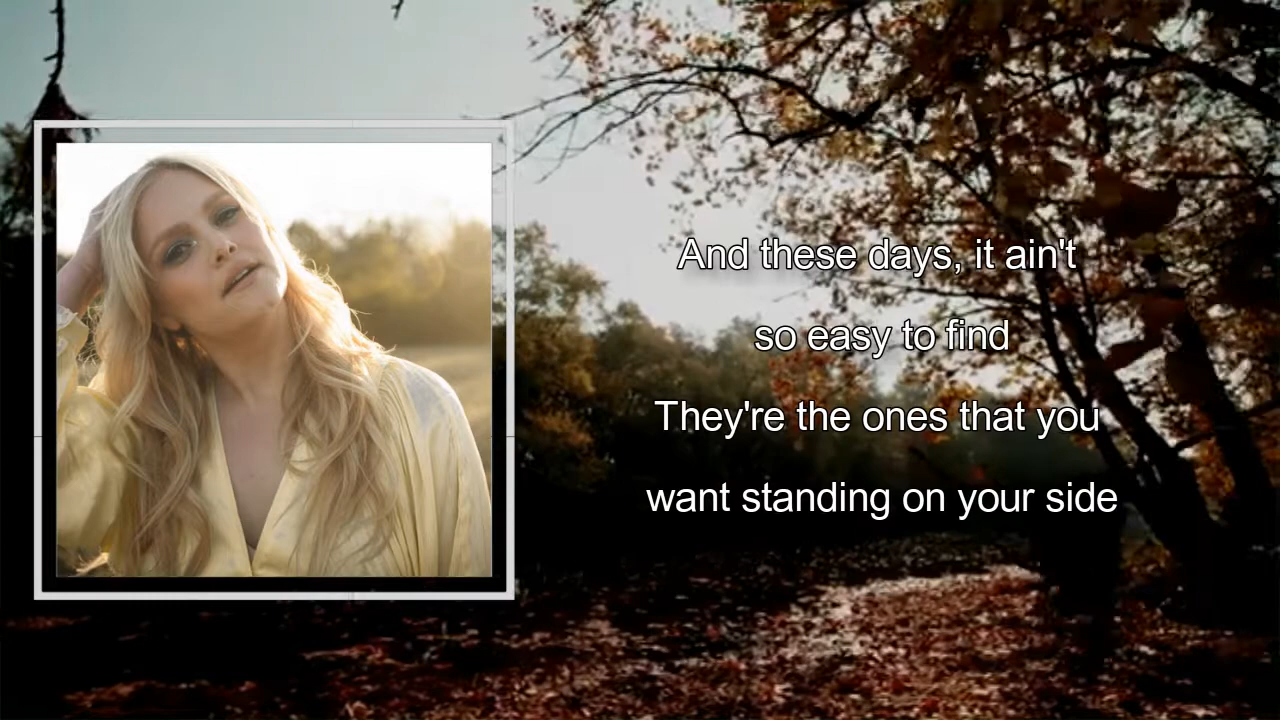 And these days, it ain't
so easy to find
They're the ones that you
want standing on your side